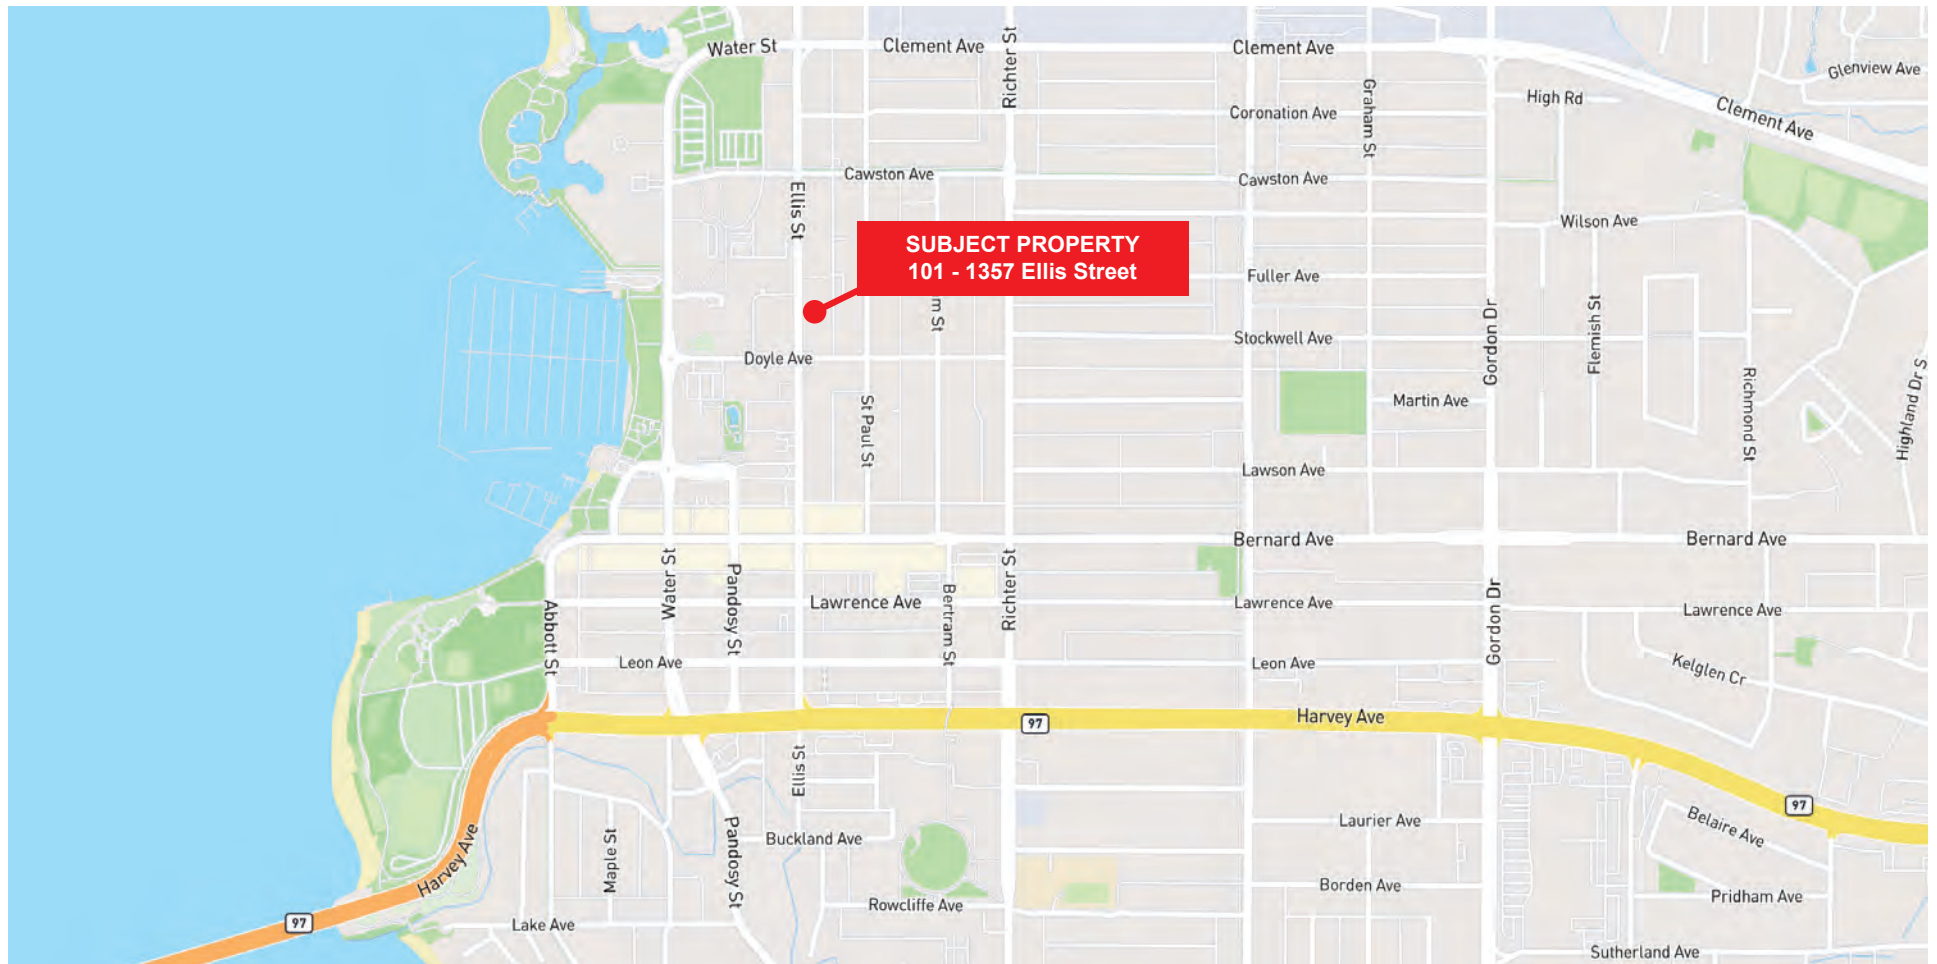 Water St
Clement Ave
Richter St
Clement Ave
Glenview Ave
High Rd
Graham St
Coronation Ave
Clement Ave
Cawston Ave
Cawston Ave
Ellis St
Wilson Ave
SUBJECT PROPERTY
101 - 1357 Ellis Street
Fuller Ave
m St
Gordon Dr
Flemish St
Stockwell Ave
Doyle Ave
Martin Ave
Richmond St
Highland Dr S
St Paul St
Lawson Ave
Bernard Ave
Bernard Ave
Water St
Pandosy St
Richter St
Abbott St
Lawrence Ave
Bertram St
Lawrence Ave
Gordon Dr
Lawrence Ave
Leon Ave
Leon Ave
Kelglen Cr
97
Harvey Ave
Ellis St
97
Harvey Ave
Maple St
Pandosy St
Buckland Ave
Laurier Ave
Belaire Ave
Borden Ave
Pridham Ave
Rowcliffe Ave
97
Lake Ave
Sutherland Ave